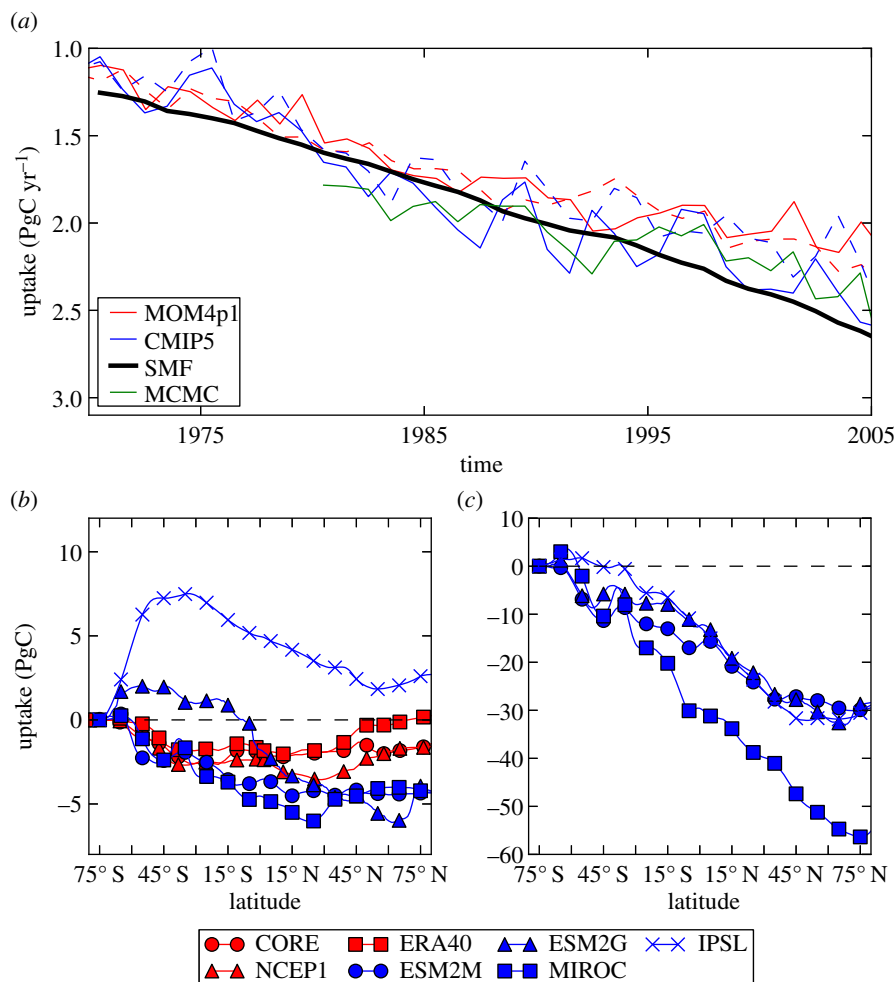 (a)
1.0
1.5
2.0
2.5
3.0
uptake (PgC yr⁻¹)
MOM4p1
CMIP5
SMF
MCMC
1975 1985 1995 2005
time
(b)
10
5
0
−5
uptake (PgC)
75° S 45° S 15° S 15° N 45° N 75° N
latitude
(c)
10
0
−10
−20
−30
−40
−50
−60
75° S 45° S 15° S 15° N 45° N 75° N
latitude
CORE ERA40 ESM2G IPSL
NCEP1 ESM2M MIROC